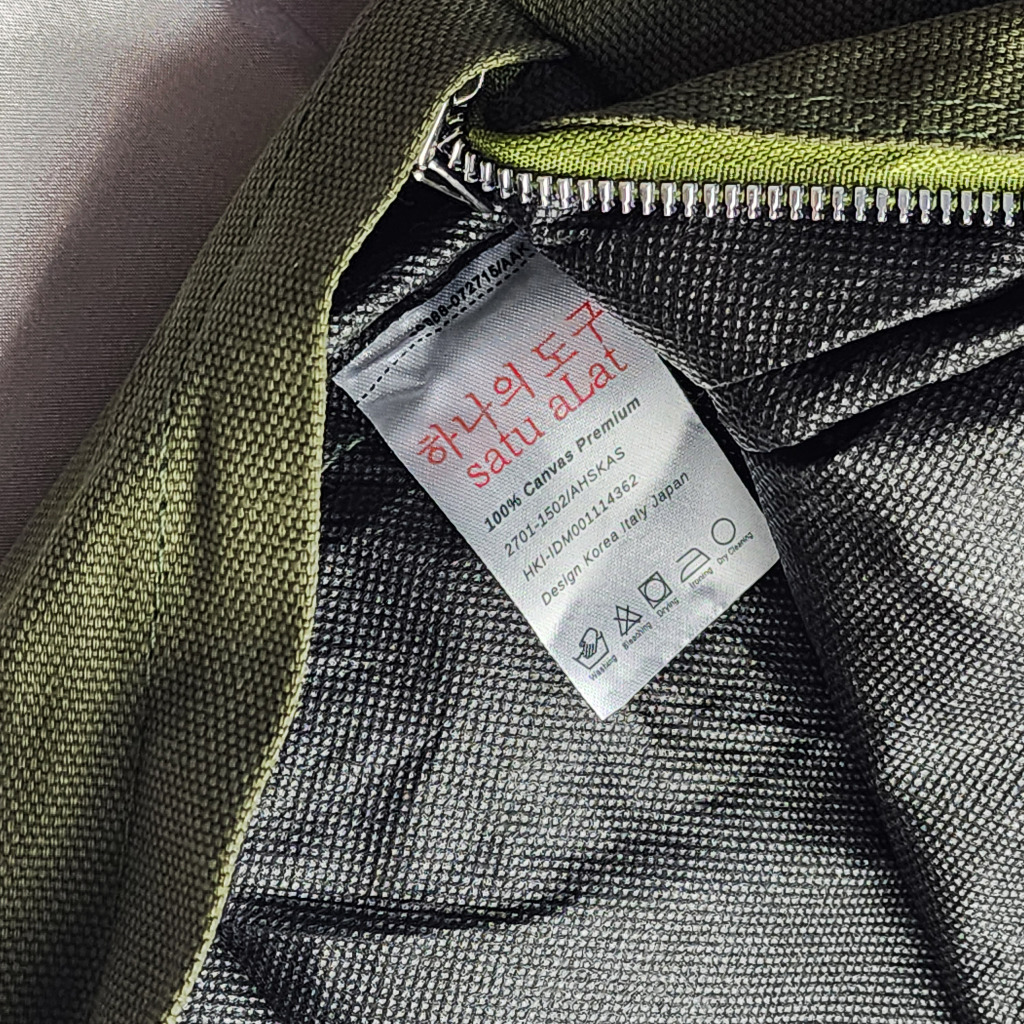 하나의 도구
satu aLat
100% Canvas Premium
2701-1502/AHSKAS
HKI-IDM001114362
Design Korea Italy Japan
Washing
Bleaching
Drying
Ironing
Dry Cleaning